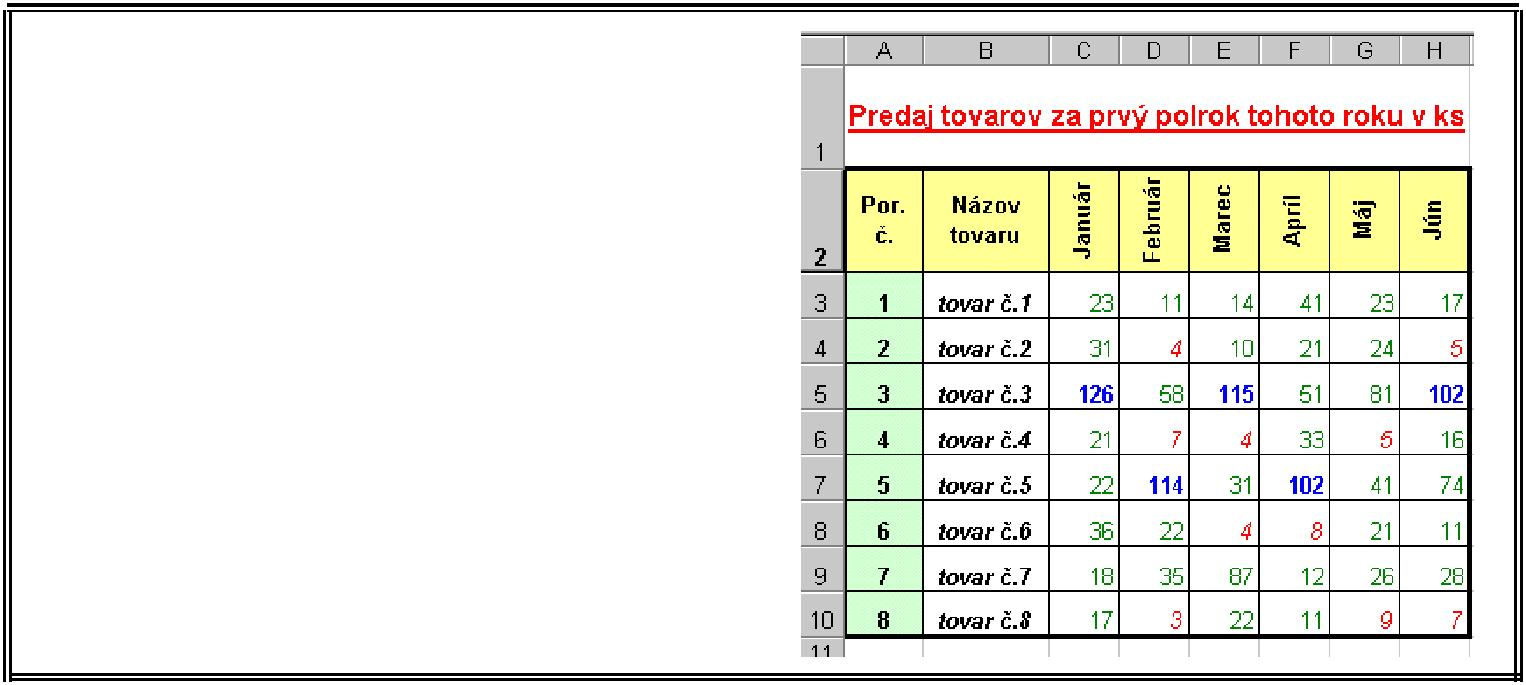 A B C D E F G H
1 Predaj tovarov za prvý polrok tohoto roku v ks
2 Por. č. Názov tovaru Január Február Marec Apríl Máj Jún
3 1 tovar č.1 23 11 14 41 23 17
4 2 tovar č.2 31 4 10 21 24 5
5 3 tovar č.3 126 58 115 51 81 102
6 4 tovar č.4 21 7 4 33 5 16
7 5 tovar č.5 22 114 31 102 41 74
8 6 tovar č.6 36 22 4 8 21 11
9 7 tovar č.7 18 35 87 12 26 28
10 8 tovar č.8 17 3 22 11 9 7
11